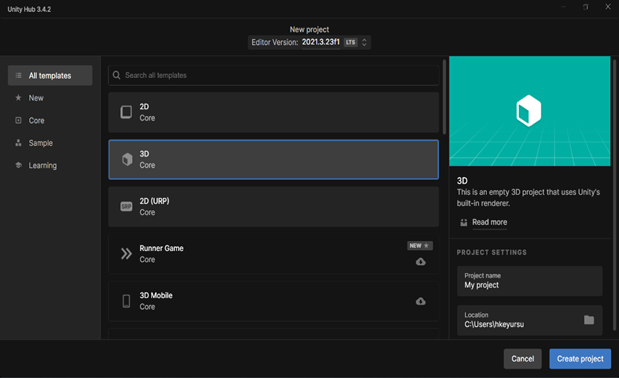 Unity Hub 3.4.2
New project
Editor Version: 2021.3.23f1 LTS
All templates
New
Core
Sample
Learning
Search all templates
2D
Core
3D
Core
SRP
2D (URP)
Core
Runner Game
Core
NEW
3D Mobile
Core
3D
This is an empty 3D project that uses Unity's
built-in renderer.
Read more
PROJECT SETTINGS
Project name
My project
Location
C:\Users\hkeyursu
Cancel
Create project